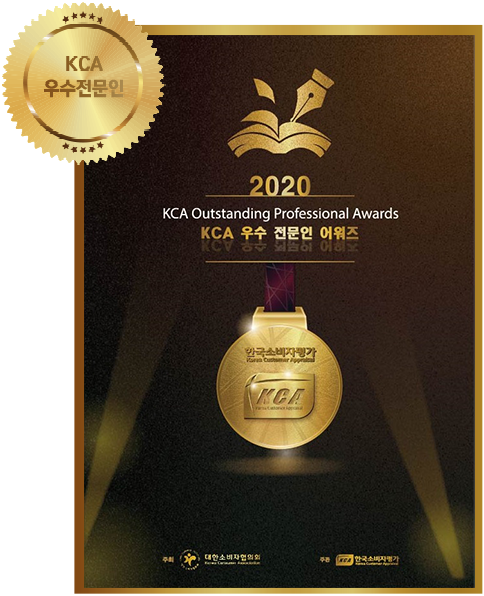 KCA
우수전문인
2020
KCA Outstanding Professional Awards
KCA 우수 전문인 어워즈
한국소비자평가
Korea Customer Appraisal
KCA
주최 대한소비자협의회
Korea Consumer Association
주관 KCA 한국소비자평가
Korea Customer Appraisal